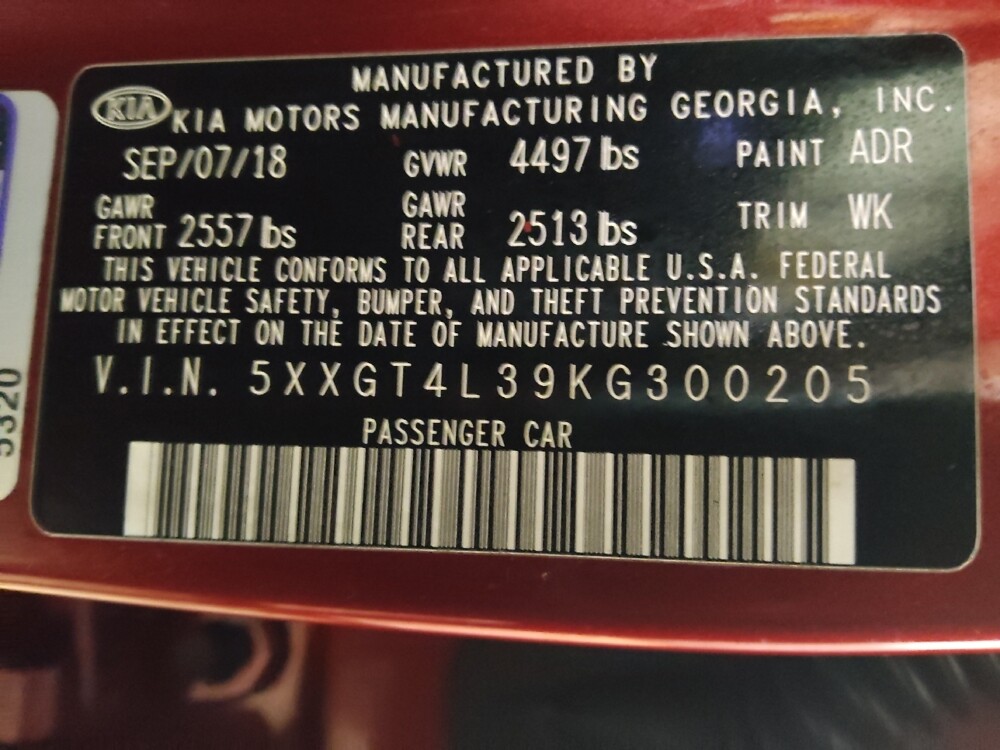 MANUFACTURED BY
KIA KIA MOTORS MANUFACTURING GEORGIA, INC.
SEP/07/18 GVWR 4497 lbs PAINT ADR
GAWR FRONT 2557 lbs GAWR REAR 2513 lbs TRIM WK
THIS VEHICLE CONFORMS TO ALL APPLICABLE U.S.A. FEDERAL
MOTOR VEHICLE SAFETY, BUMPER, AND THEFT PREVENTION STANDARDS
IN EFFECT ON THE DATE OF MANUFACTURE SHOWN ABOVE.
V.I.N. 5XXGT4L39KG300205
PASSENGER CAR
5320